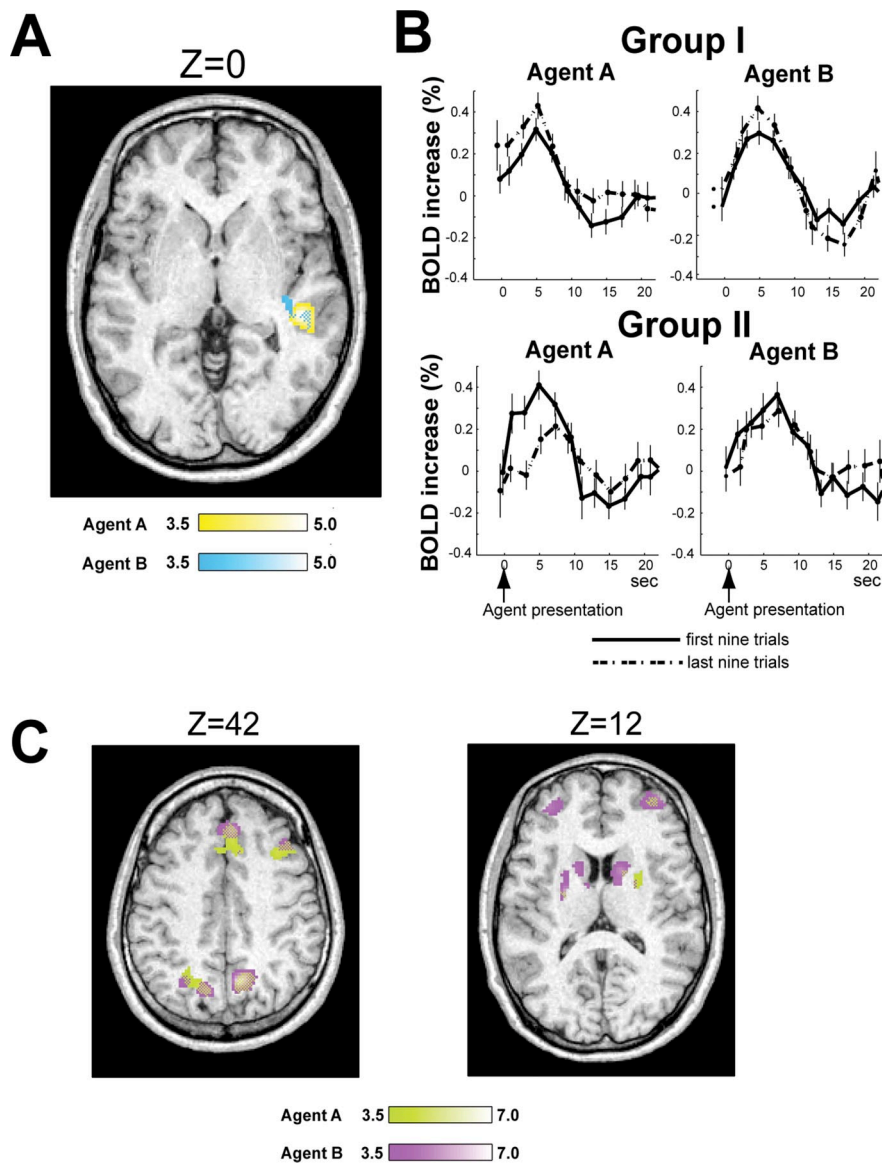 A
Z=0
Agent A 3.5 5.0
Agent B 3.5 5.0
B
Group I
Agent A Agent B
BOLD increase (%)
0.4 0.4
0.2 0.2
0 0
-0.2 -0.2
-0.4 -0.4
0 5 10 15 20 0 5 10 15 20
Group II
Agent A Agent B
BOLD increase (%)
0.4 0.4
0.2 0.2
0 0
-0.2 -0.2
-0.4 -0.4
0 5 10 15 20 0 5 10 15 20
sec sec
Agent presentation Agent presentation
first nine trials
last nine trials
C
Z=42 Z=12
Agent A 3.5 7.0
Agent B 3.5 7.0